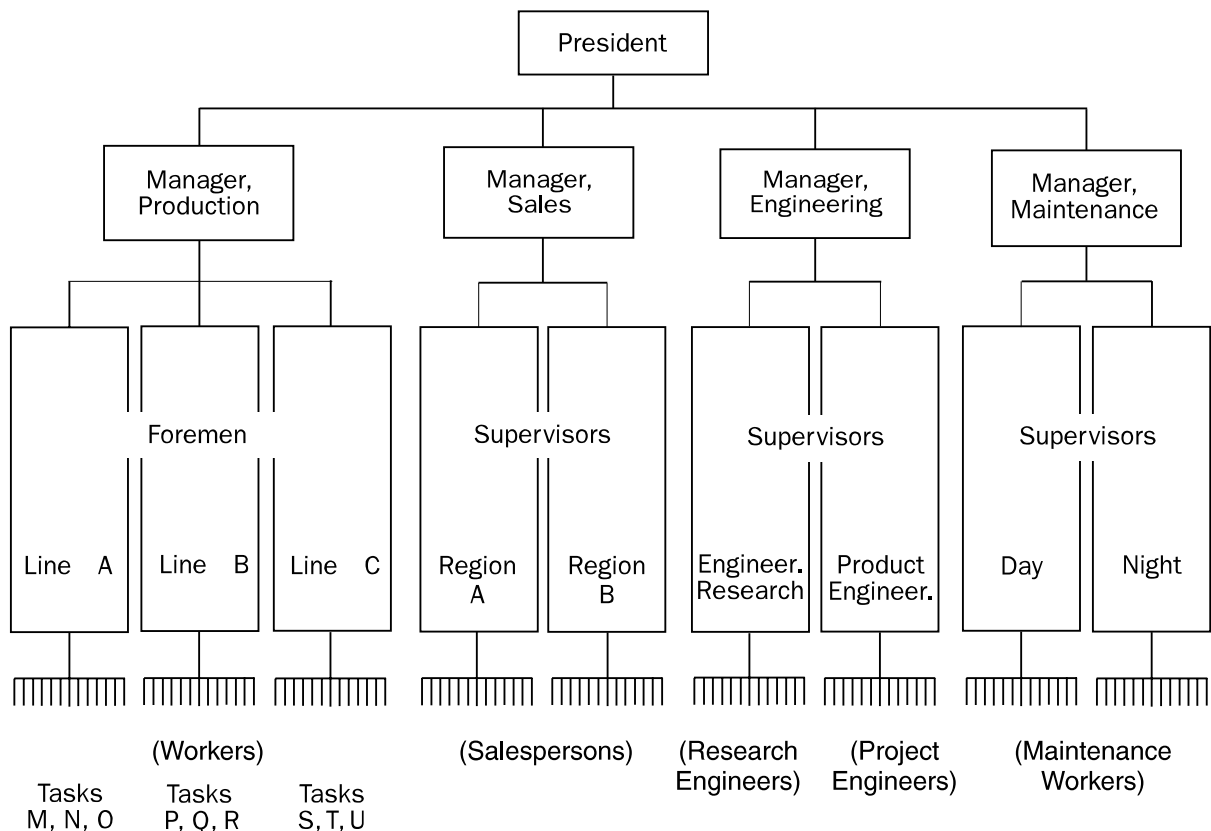 President
Manager,
Production
Manager,
Sales
Manager,
Engineering
Manager,
Maintenance
Foremen
Supervisors
Supervisors
Supervisors
Line A
Line B
Line C
Region
A
Region
B
Engineer.
Research
Product
Engineer.
Day
Night
(Workers)
(Salespersons)
(Research
Engineers)
(Project
Engineers)
(Maintenance
Workers)
Tasks
M, N, O
Tasks
P, Q, R
Tasks
S, T, U